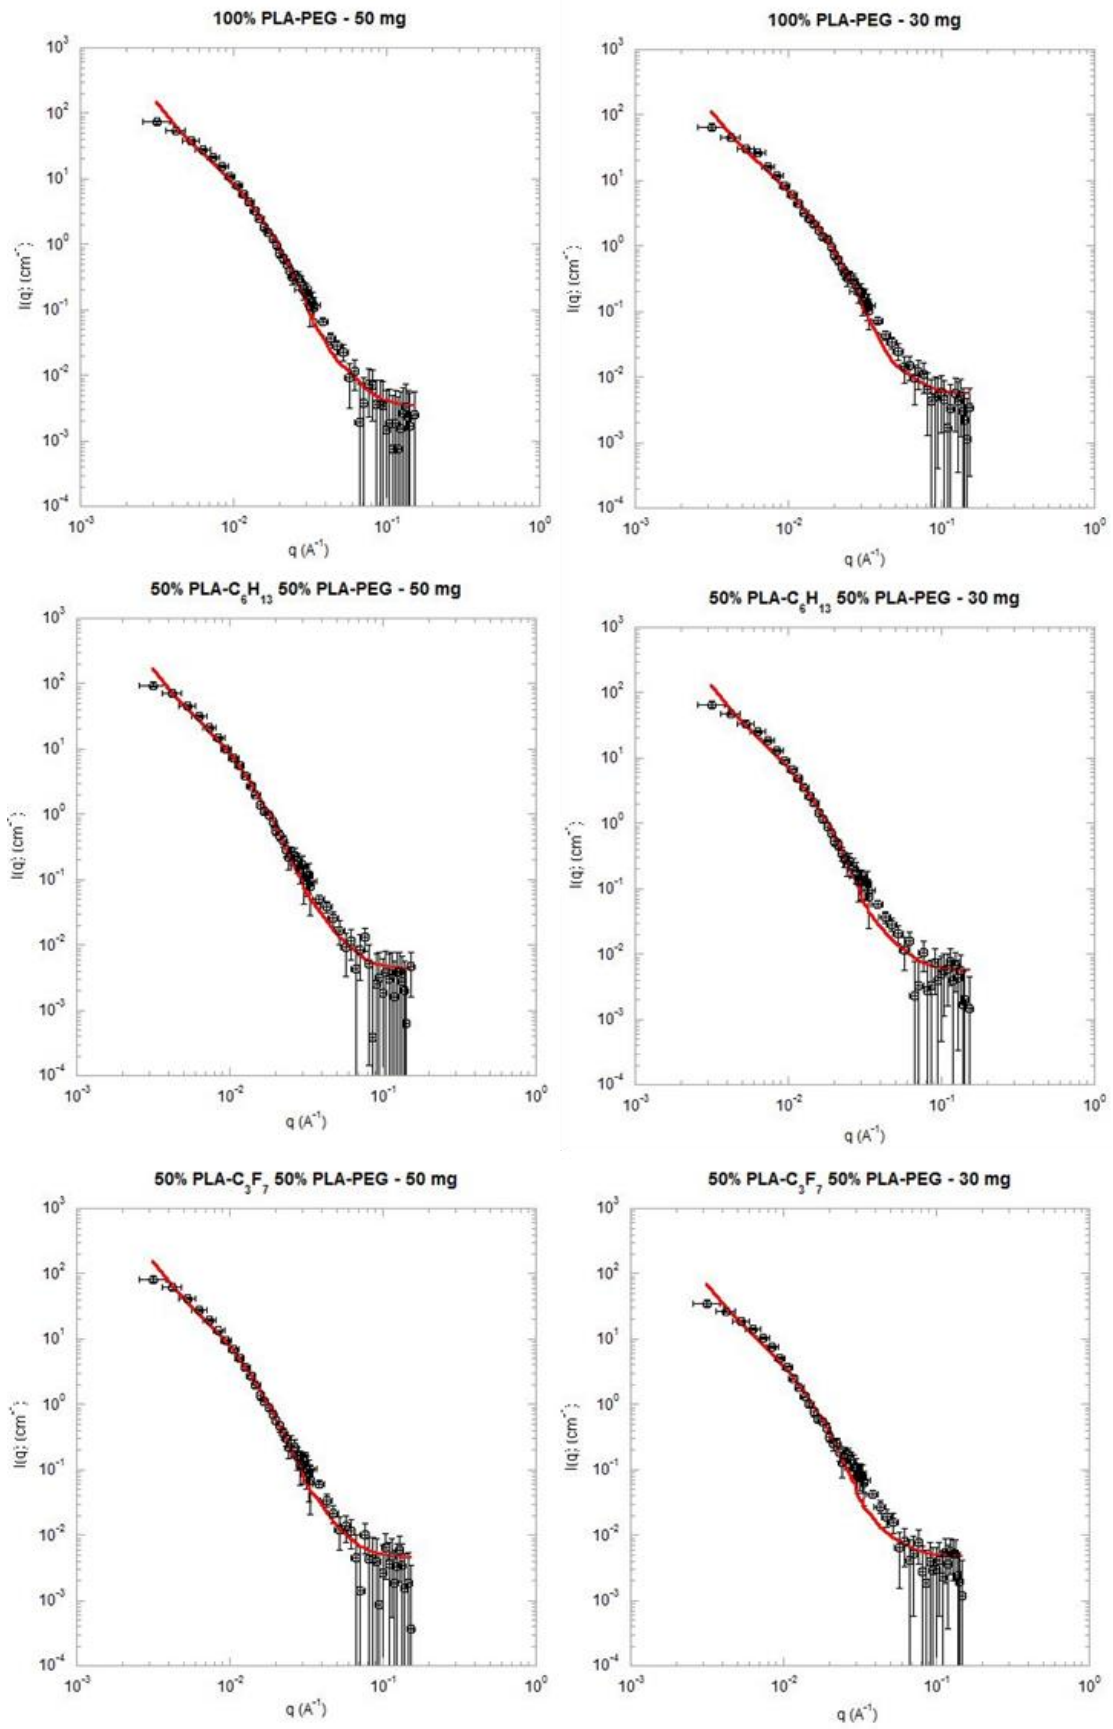 100% PLA-PEG - 50 mg
10³
10²
10¹
10⁰
10⁻¹
10⁻²
10⁻³
10⁻⁴
I(q) (cm⁻¹)
10⁻³ 10⁻² 10⁻¹ 10⁰
q (A⁻¹)
100% PLA-PEG - 30 mg
10³
10²
10¹
10⁰
10⁻¹
10⁻²
10⁻³
10⁻⁴
I(q) (cm⁻¹)
10⁻³ 10⁻² 10⁻¹ 10⁰
q (A⁻¹)
50% PLA-C₆H₁₃ 50% PLA-PEG - 50 mg
10³
10²
10¹
10⁰
10⁻¹
10⁻²
10⁻³
10⁻⁴
I(q) (cm⁻¹)
10⁻³ 10⁻² 10⁻¹ 10⁰
q (A⁻¹)
50% PLA-C₆H₁₃ 50% PLA-PEG - 30 mg
10³
10²
10¹
10⁰
10⁻¹
10⁻²
10⁻³
10⁻⁴
I(q) (cm⁻¹)
10⁻³ 10⁻² 10⁻¹ 10⁰
q (A⁻¹)
50% PLA-C₃F₇ 50% PLA-PEG - 50 mg
10³
10²
10¹
10⁰
10⁻¹
10⁻²
10⁻³
10⁻⁴
I(q) (cm⁻¹)
10⁻³ 10⁻² 10⁻¹ 10⁰
q (A⁻¹)
50% PLA-C₃F₇ 50% PLA-PEG - 30 mg
10³
10²
10¹
10⁰
10⁻¹
10⁻²
10⁻³
10⁻⁴
I(q) (cm⁻¹)
10⁻³ 10⁻² 10⁻¹ 10⁰
q (A⁻¹)